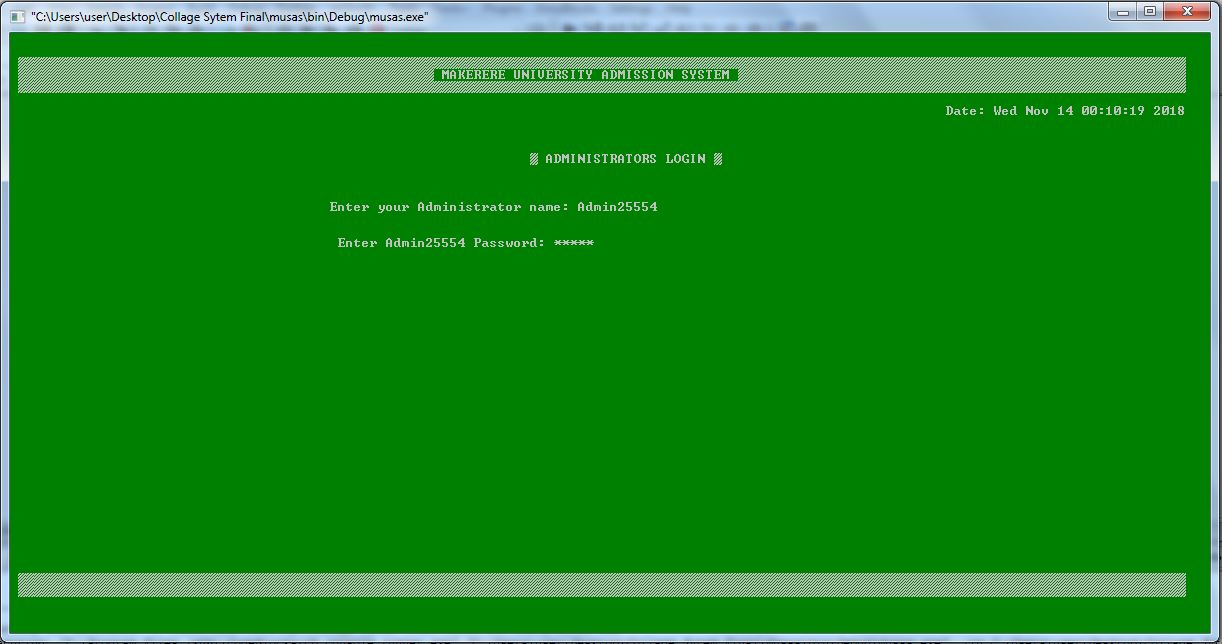 "C:\Users\user\Desktop\Collage Sytem Final\musas\bin\Debug\musas.exe"
MAKERERE UNIVERSITY ADMISSION SYSTEM
Date: Wed Nov 14 00:10:19 2018
ADMINISTRATORS LOGIN
Enter your Administrator name: Admin25554
Enter Admin25554 Password: *****